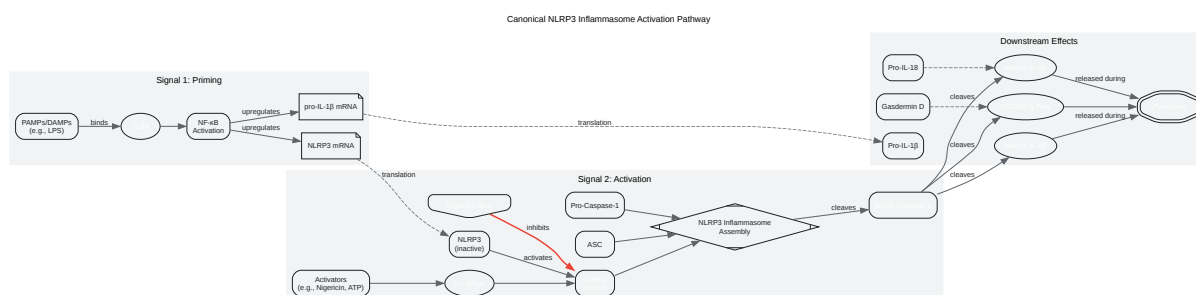 Canonical NLRP3 Inflammasome Activation Pathway
Signal 1: Priming
PAMPs/DAMPs
(e.g., LPS)
binds
NF-κB
Activation
upregulates
upregulates
pro-IL-1β mRNA
NLRP3 mRNA
translation
translation
Downstream Effects
Pro-IL-18
Gasdermin D
Pro-IL-1β
cleaves
cleaves
cleaves
released during
released during
Signal 2: Activation
Pro-Caspase-1
ASC
NLRP3
(inactive)
inhibits
activates
Activators
(e.g., Nigericin, ATP)
NLRP3 Inflammasome
Assembly
cleaves